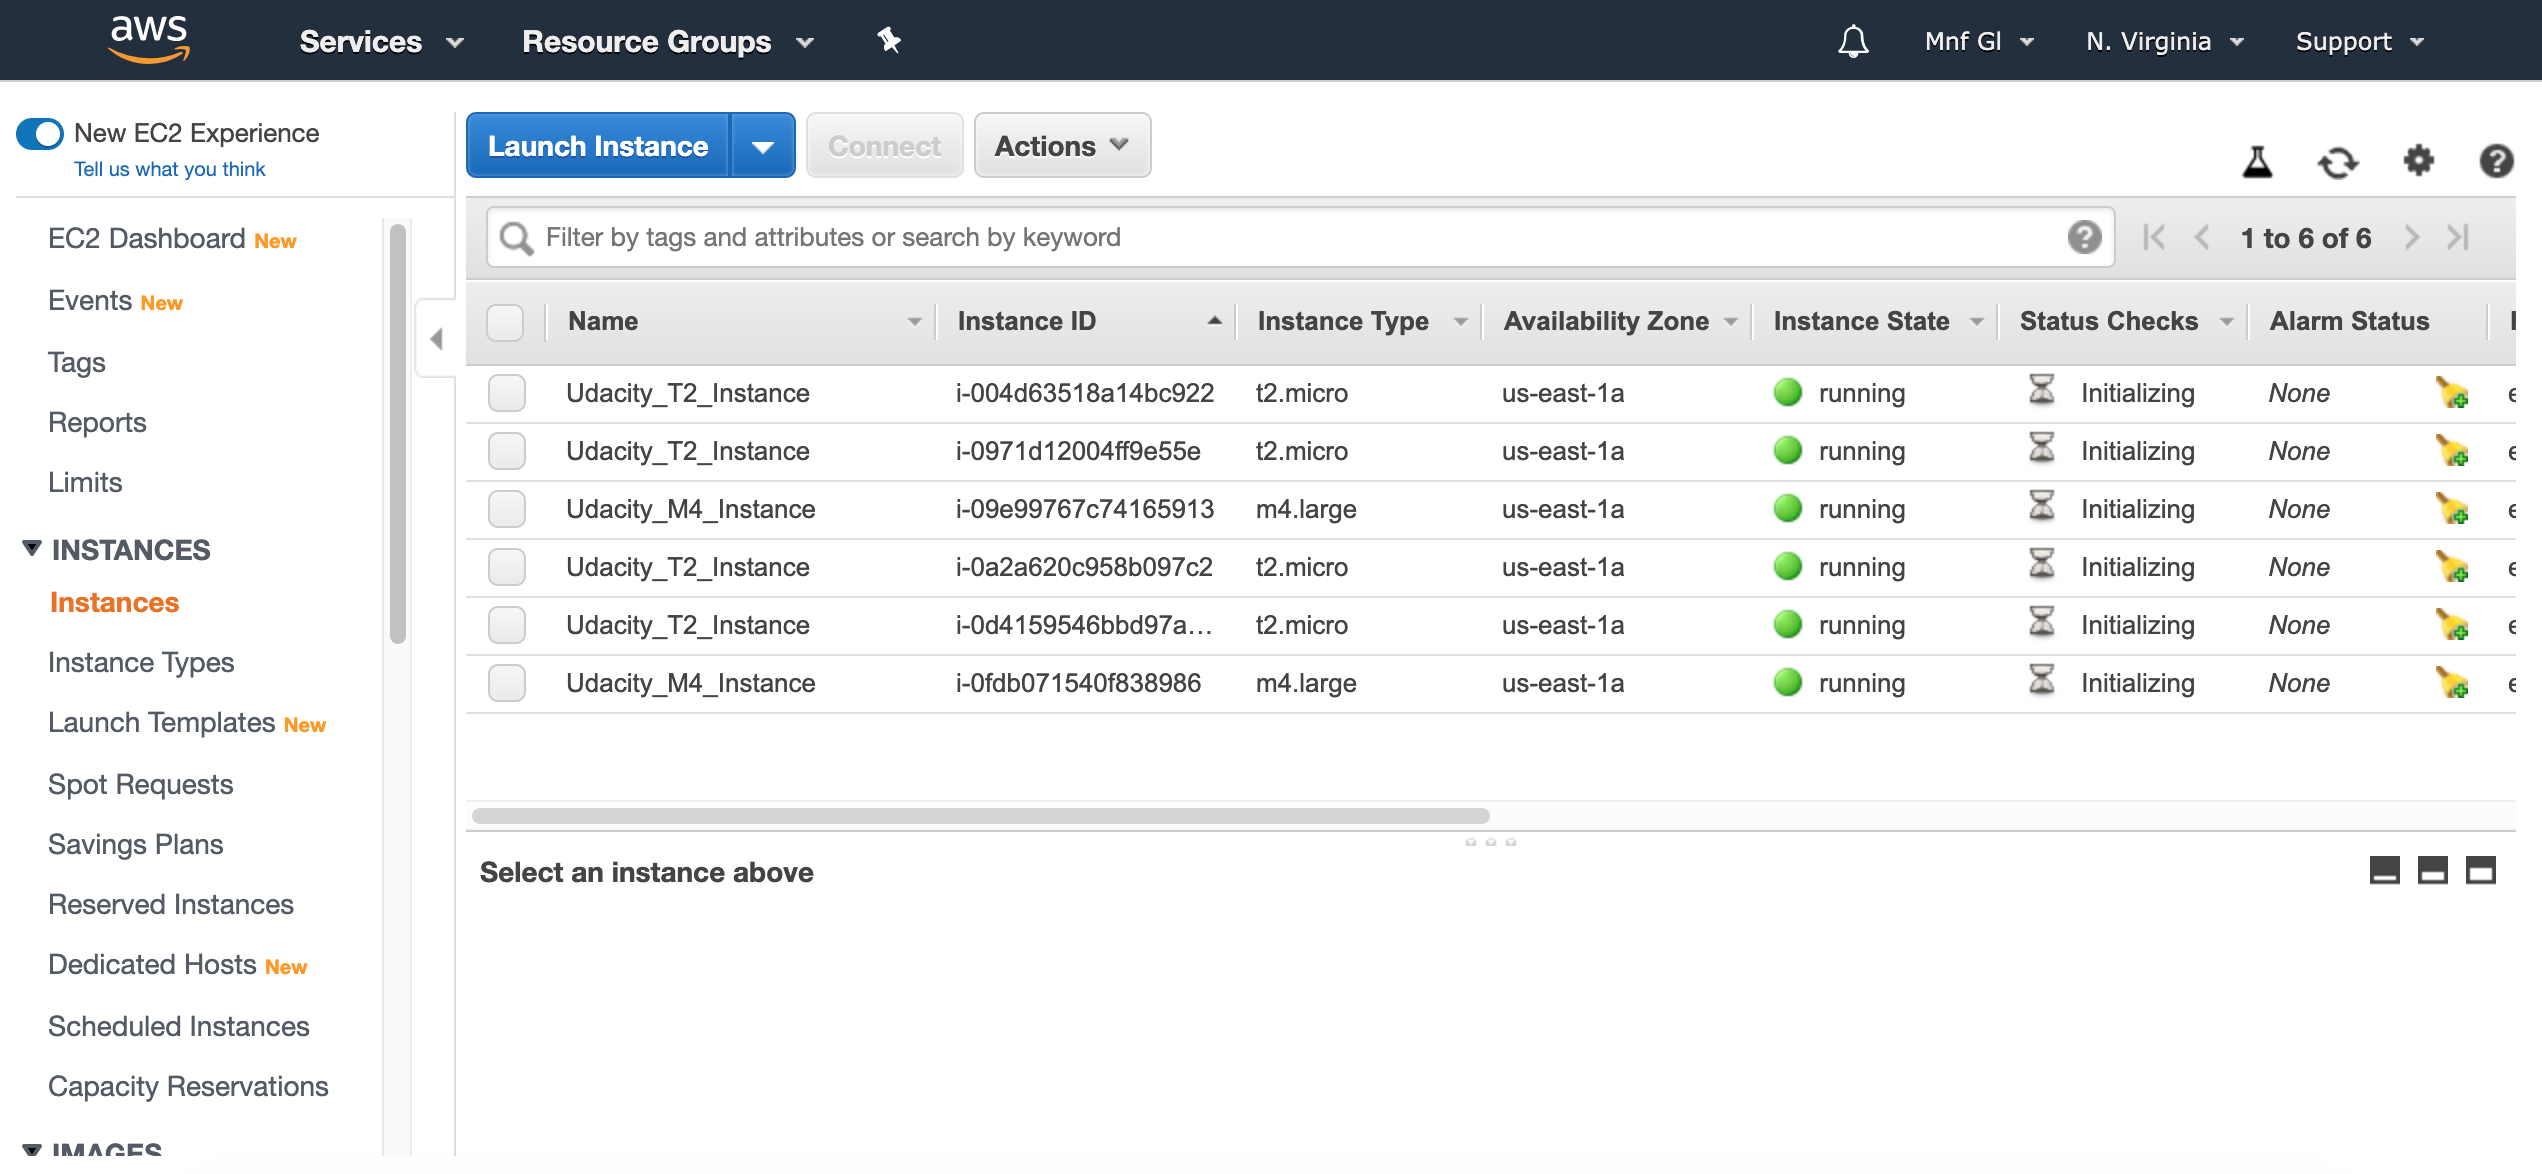 aws Services Resource Groups Mnf Gl N. Virginia Support
New EC2 Experience
Tell us what you think
EC2 Dashboard New
Events New
Tags
Reports
Limits
INSTANCES
Instances
Instance Types
Launch Templates New
Spot Requests
Savings Plans
Reserved Instances
Dedicated Hosts New
Scheduled Instances
Capacity Reservations
IMAGES
Launch Instance Connect Actions
Filter by tags and attributes or search by keyword 1 to 6 of 6
Name Instance ID Instance Type Availability Zone Instance State Status Checks Alarm Status
Udacity_T2_Instance i-004d63518a14bc922 t2.micro us-east-1a running Initializing None
Udacity_T2_Instance i-0971d12004ff9e55e t2.micro us-east-1a running Initializing None
Udacity_M4_Instance i-09e99767c74165913 m4.large us-east-1a running Initializing None
Udacity_T2_Instance i-0a2a620c958b097c2 t2.micro us-east-1a running Initializing None
Udacity_T2_Instance i-0d4159546bbd97a... t2.micro us-east-1a running Initializing None
Udacity_M4_Instance i-0fdb071540f838986 m4.large us-east-1a running Initializing None
Select an instance above